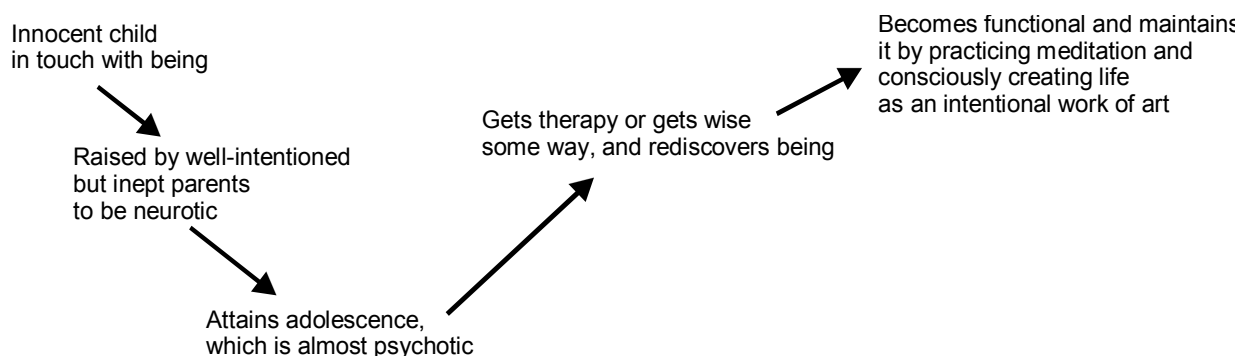 Innocent child
in touch with being
Raised by well-intentioned
but inept parents
to be neurotic
Attains adolescence,
which is almost psychotic
Gets therapy or gets wise
some way, and rediscovers being
Becomes functional and maintains
it by practicing meditation and
consciously creating life
as an intentional work of art